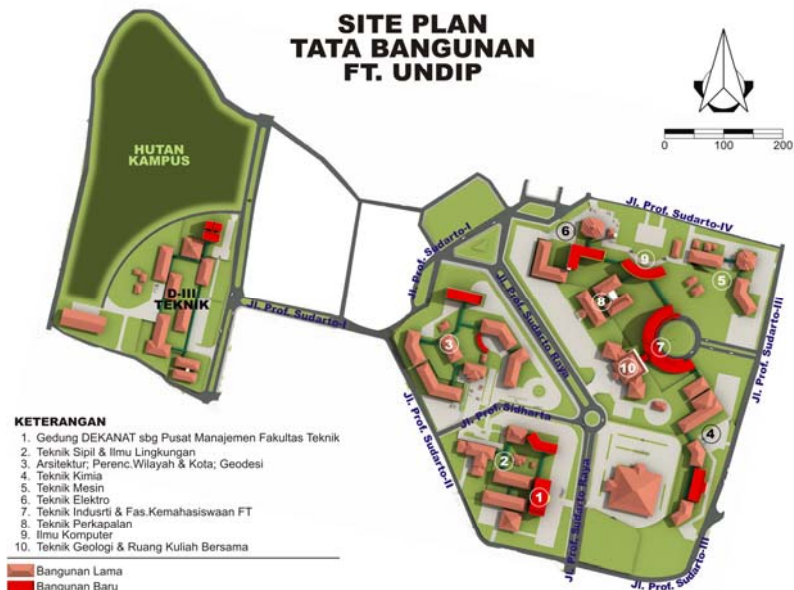 SITE PLAN
TATA BANGUNAN
FT. UNDIP
0 100 200
HUTAN
KAMPUS
D-III
TEKNIK
Jl. Prof. Sudarto-I
Jl. Prof. Sudarto-I
Jl. Prof. Sudarto-IV
Jl. Prof. Sudarto Raya
Jl. Prof. Sudarto-III
Jl. Prof. Sidharta
Jl. Prof. Sudarto-II
Jl. Prof. Sudarto Raya
Jl. Prof. Sudarto-III
6
9
5
8
7
3
10
4
2
1
KETERANGAN
1. Gedung DEKANAT sbg Pusat Manajemen Fakultas Teknik
2. Teknik Sipil & Ilmu Lingkungan
3. Arsitektur; Perenc.Wilayah & Kota; Geodesi
4. Teknik Kimia
5. Teknik Mesin
6. Teknik Elektro
7. Teknik Indusrti & Fas.Kemahasiswaan FT
8. Teknik Perkapalan
9. Ilmu Komputer
10. Teknik Geologi & Ruang Kuliah Bersama
Bangunan Lama
Bangunan Baru